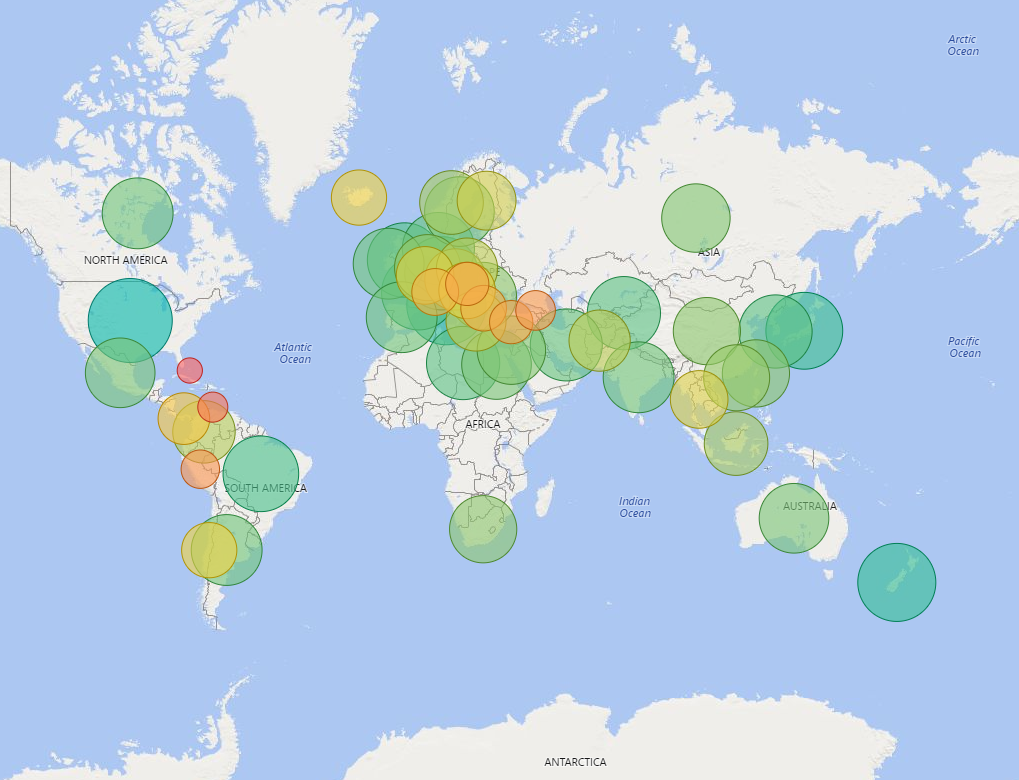 Arctic
Ocean
NORTH AMERICA
ASIA
Atlantic
Ocean
Pacific
Ocean
AFRICA
SOUTH AMERICA
Indian
Ocean
AUSTRALIA
ANTARCTICA